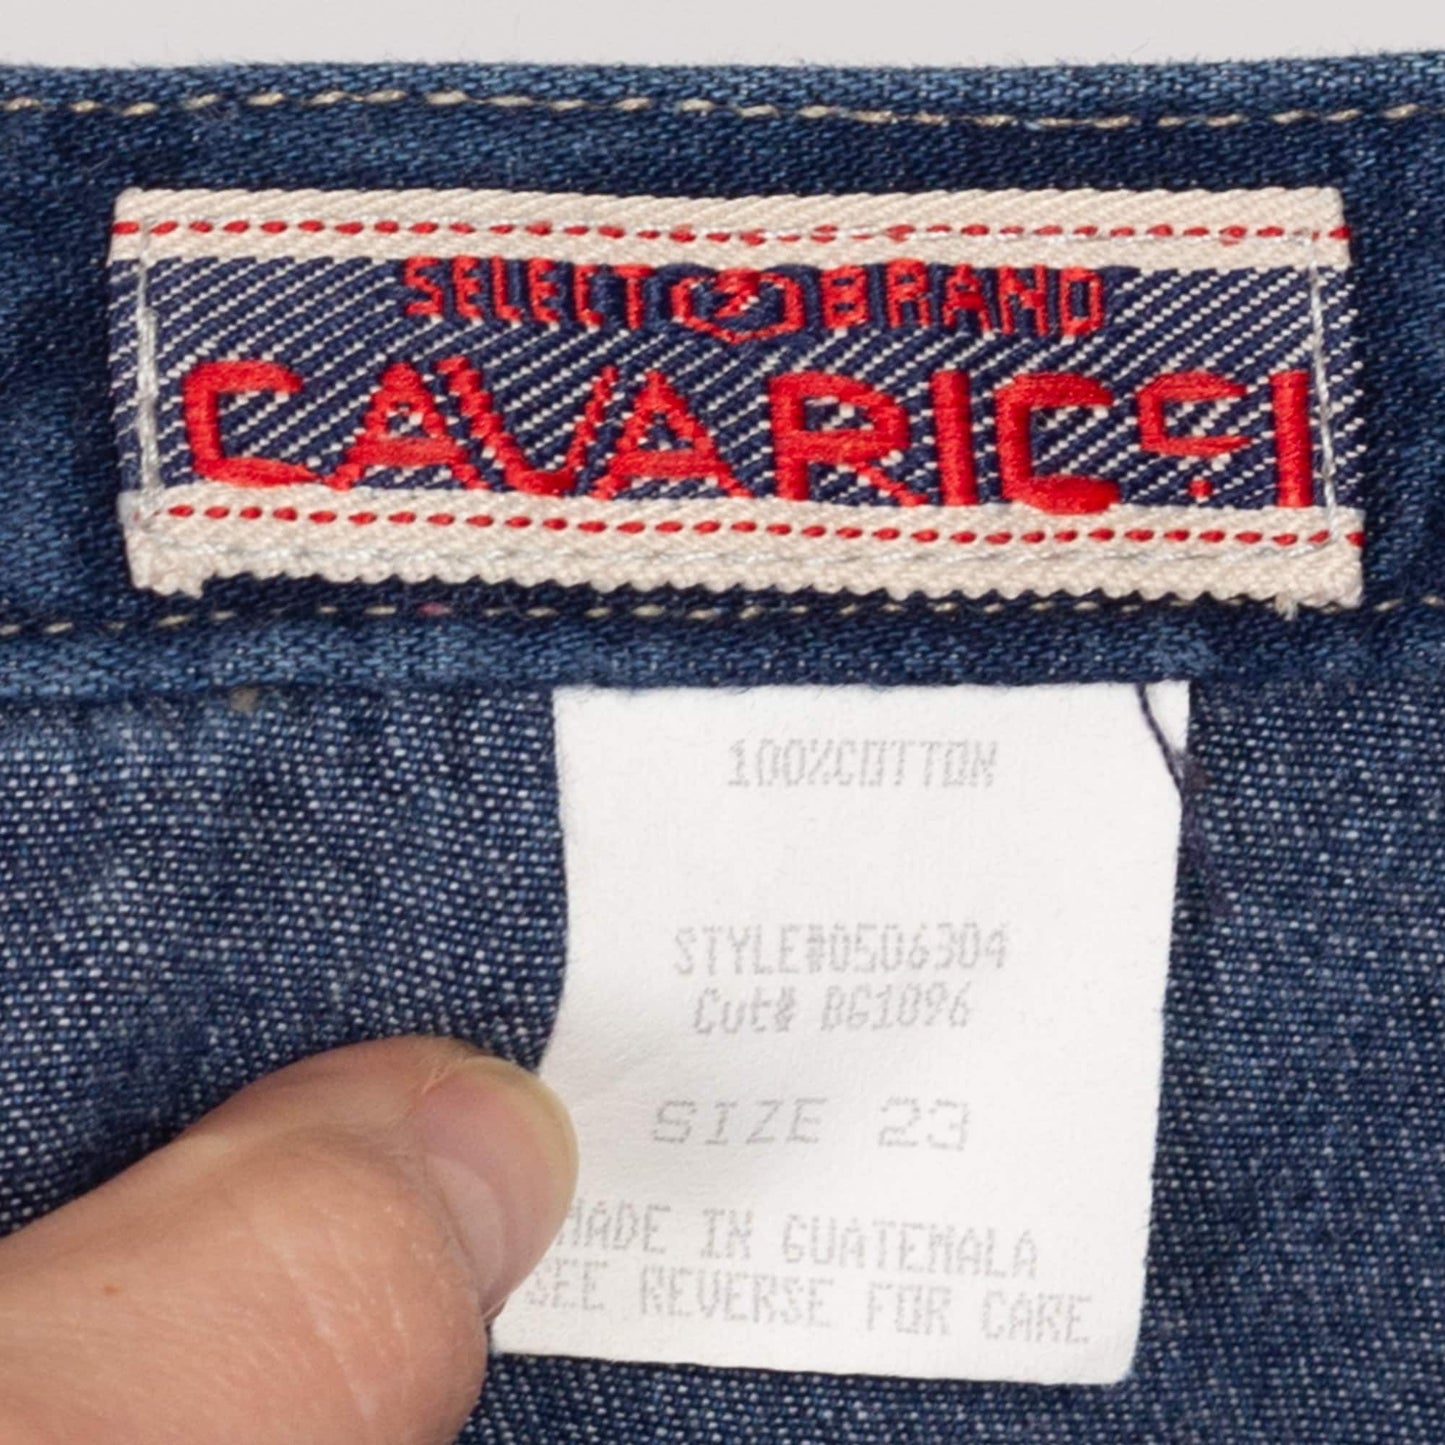 SELECT Z BRAND
CAVARICCI
100%COTTON
STYLE#0506304
Cut# BG1096
SIZE 23
MADE IN GUATEMALA
SEE REVERSE FOR CARE